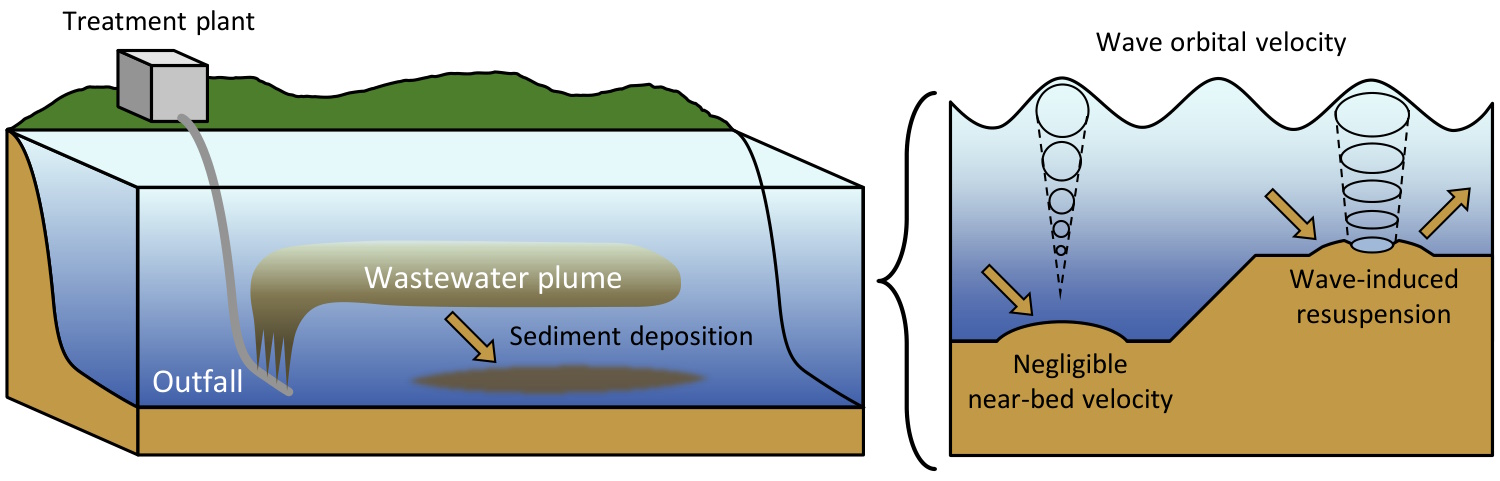 Treatment plant
Wastewater plume
Sediment deposition
Outfall
Wave orbital velocity
Wave-induced
resuspension
Negligible
near-bed velocity